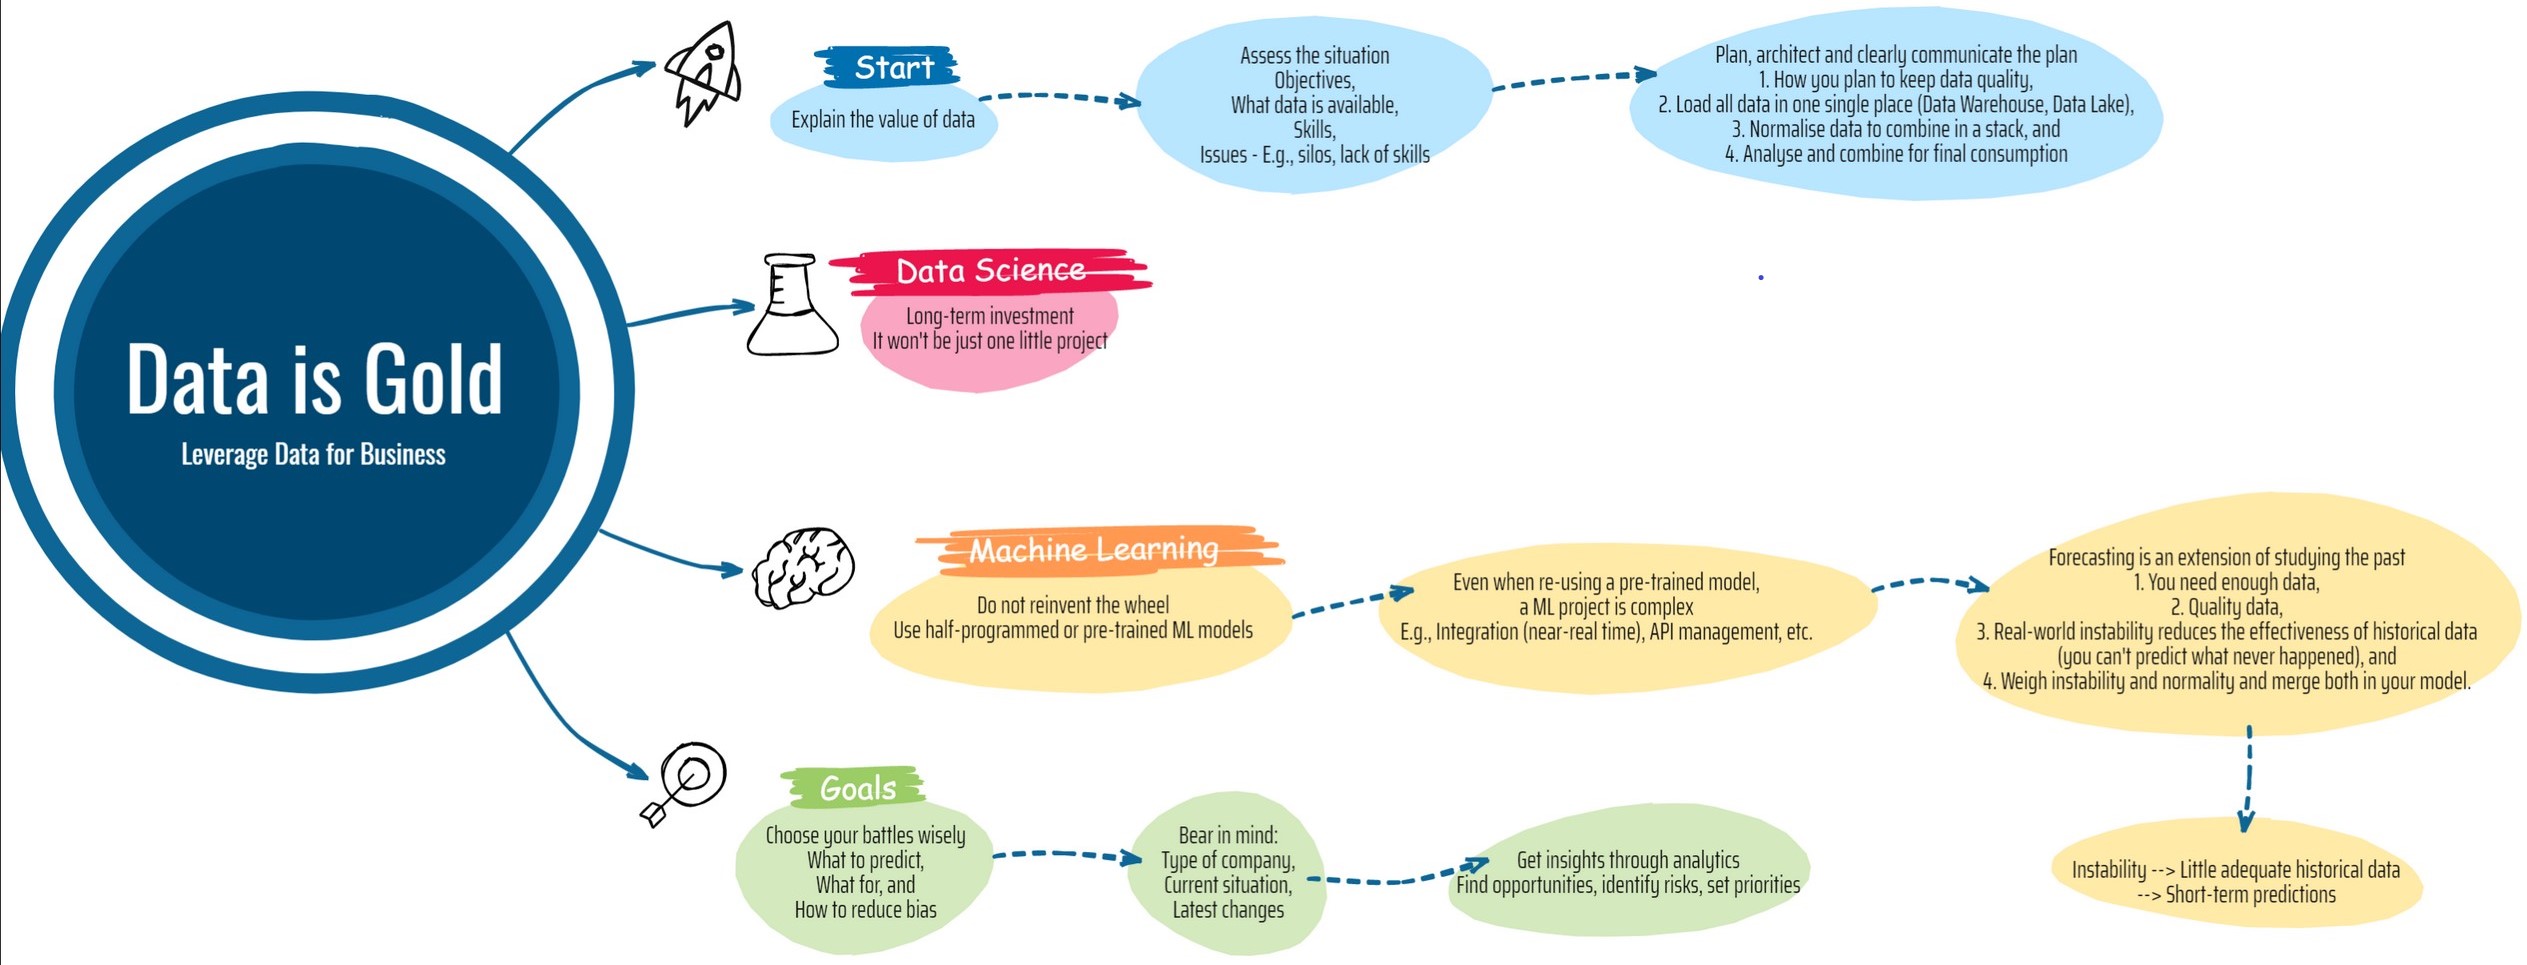 Data is Gold
Leverage Data for Business
Start
Explain the value of data
Assess the situation
Objectives,
What data is available,
Skills,
Issues - E.g., silos, lack of skills
Plan, architect and clearly communicate the plan
1. How you plan to keep data quality,
2. Load all data in one single place (Data Warehouse, Data Lake),
3. Normalise data to combine in a stack, and
4. Analyse and combine for final consumption
Data Science
Long-term investment
It won't be just one little project
Machine Learning
Do not reinvent the wheel
Use half-programmed or pre-trained ML models
Even when re-using a pre-trained model,
a ML project is complex
E.g., Integration (near-real time), API management, etc.
Forecasting is an extension of studying the past
1. You need enough data,
2. Quality data,
3. Real-world instability reduces the effectiveness of historical data
(you can't predict what never happened), and
4. Weigh instability and normality and merge both in your model.
Instability --> Little adequate historical data
--> Short-term predictions
Goals
Choose your battles wisely
What to predict,
What for, and
How to reduce bias
Bear in mind:
Type of company,
Current situation,
Latest changes
Get insights through analytics
Find opportunities, identify risks, set priorities